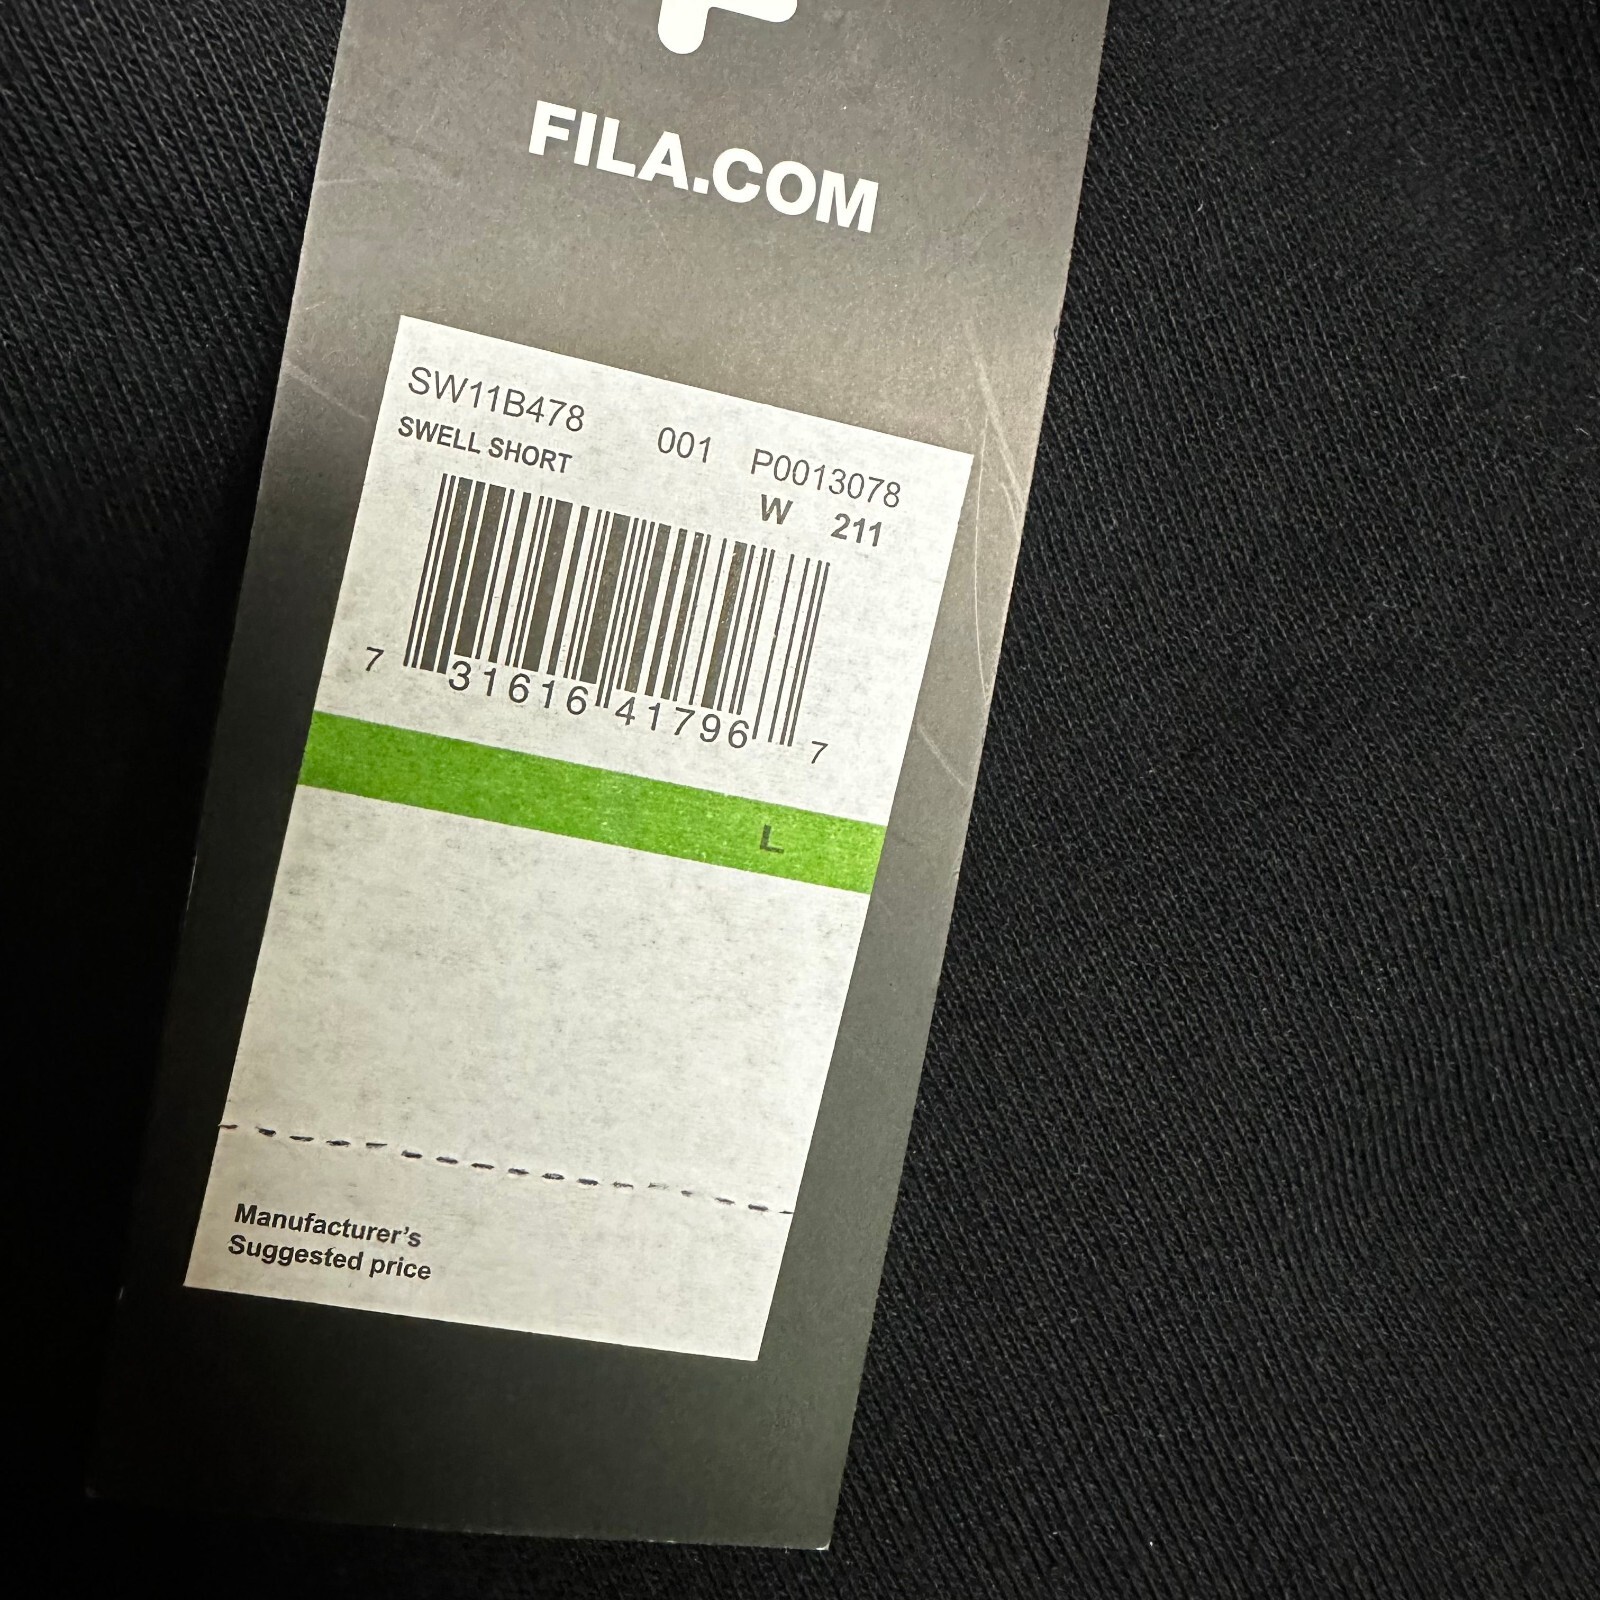 FILA.COM
SW11B478 001 P0013078
SWELL SHORT W 211
7 31616 41796 7
L
Manufacturer's
Suggested price